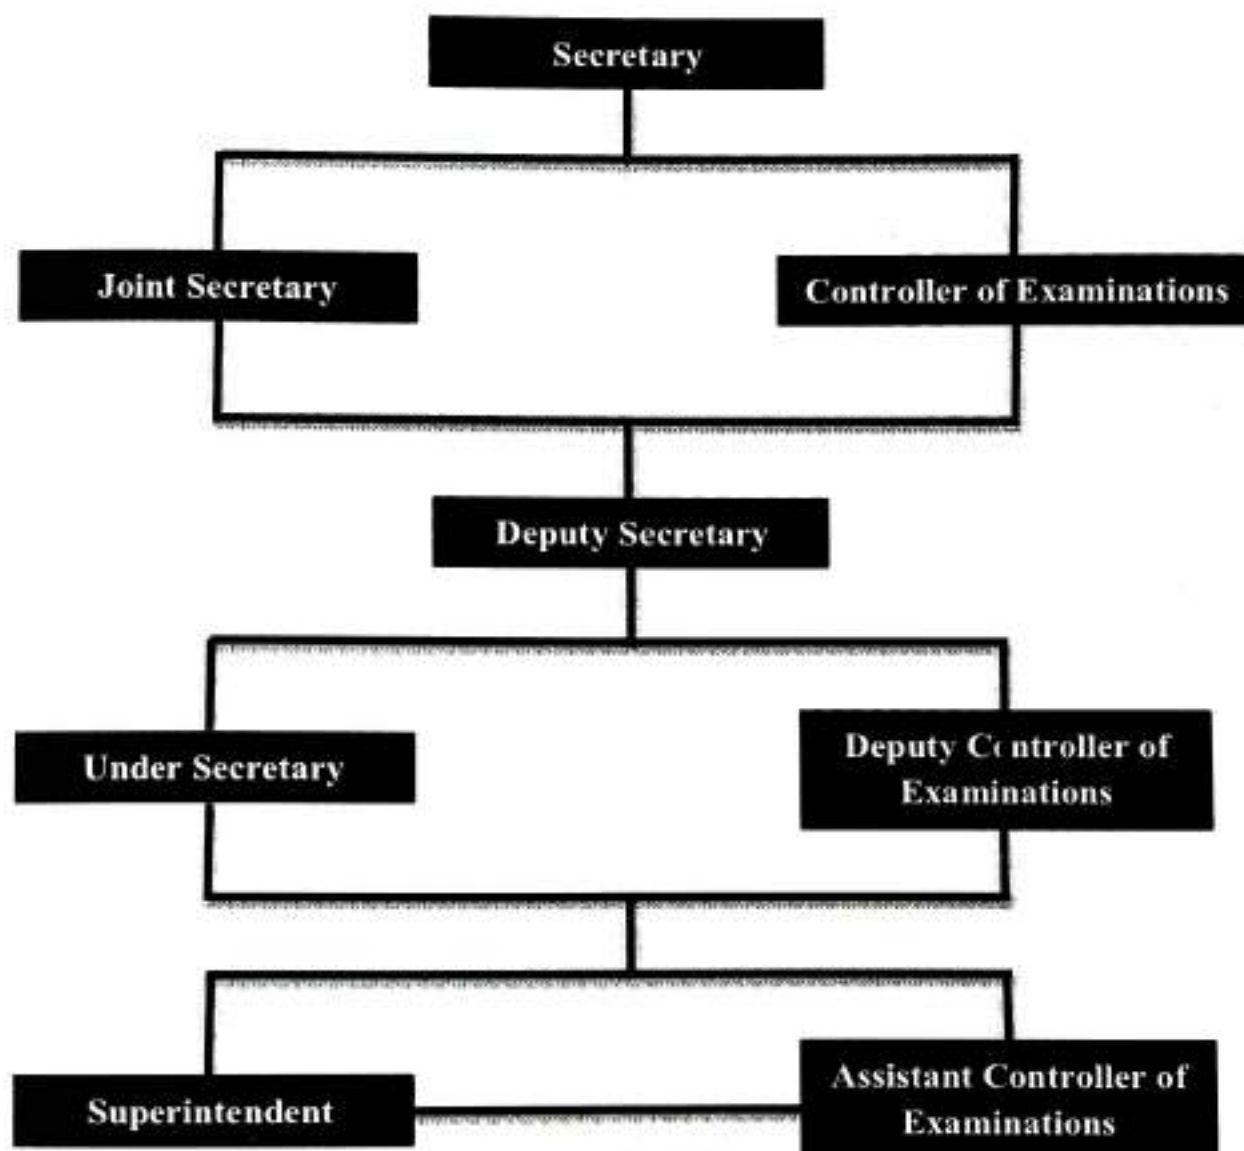 Secretary
Joint Secretary
Controller of Examinations
Deputy Secretary
Under Secretary
Deputy Controller of
Examinations
Superintendent
Assistant Controller of
Examinations